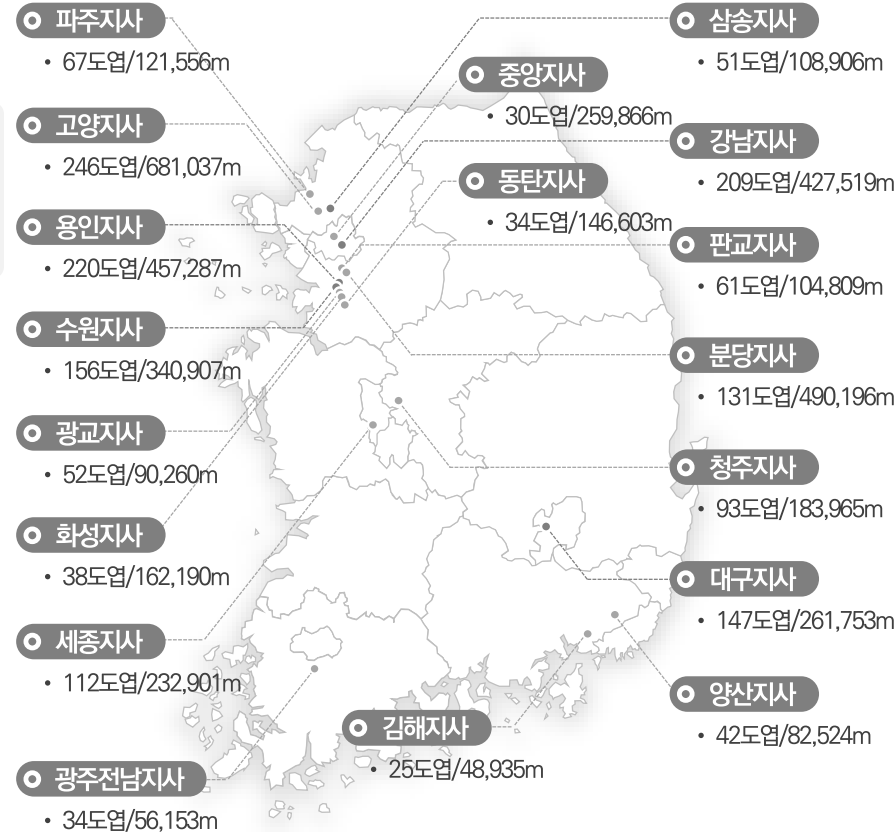 파주지사
• 67도엽/121,556m
고양지사
• 246도엽/681,037m
용인지사
• 220도엽/457,287m
수원지사
• 156도엽/340,907m
광교지사
• 52도엽/90,260m
화성지사
• 38도엽/162,190m
세종지사
• 112도엽/232,901m
광주전남지사
• 34도엽/56,153m
중앙지사
• 30도엽/259,866m
동탄지사
• 34도엽/146,603m
김해지사
• 25도엽/48,935m
삼송지사
• 51도엽/108,906m
강남지사
• 209도엽/427,519m
판교지사
• 61도엽/104,809m
분당지사
• 131도엽/490,196m
청주지사
• 93도엽/183,965m
대구지사
• 147도엽/261,753m
양산지사
• 42도엽/82,524m